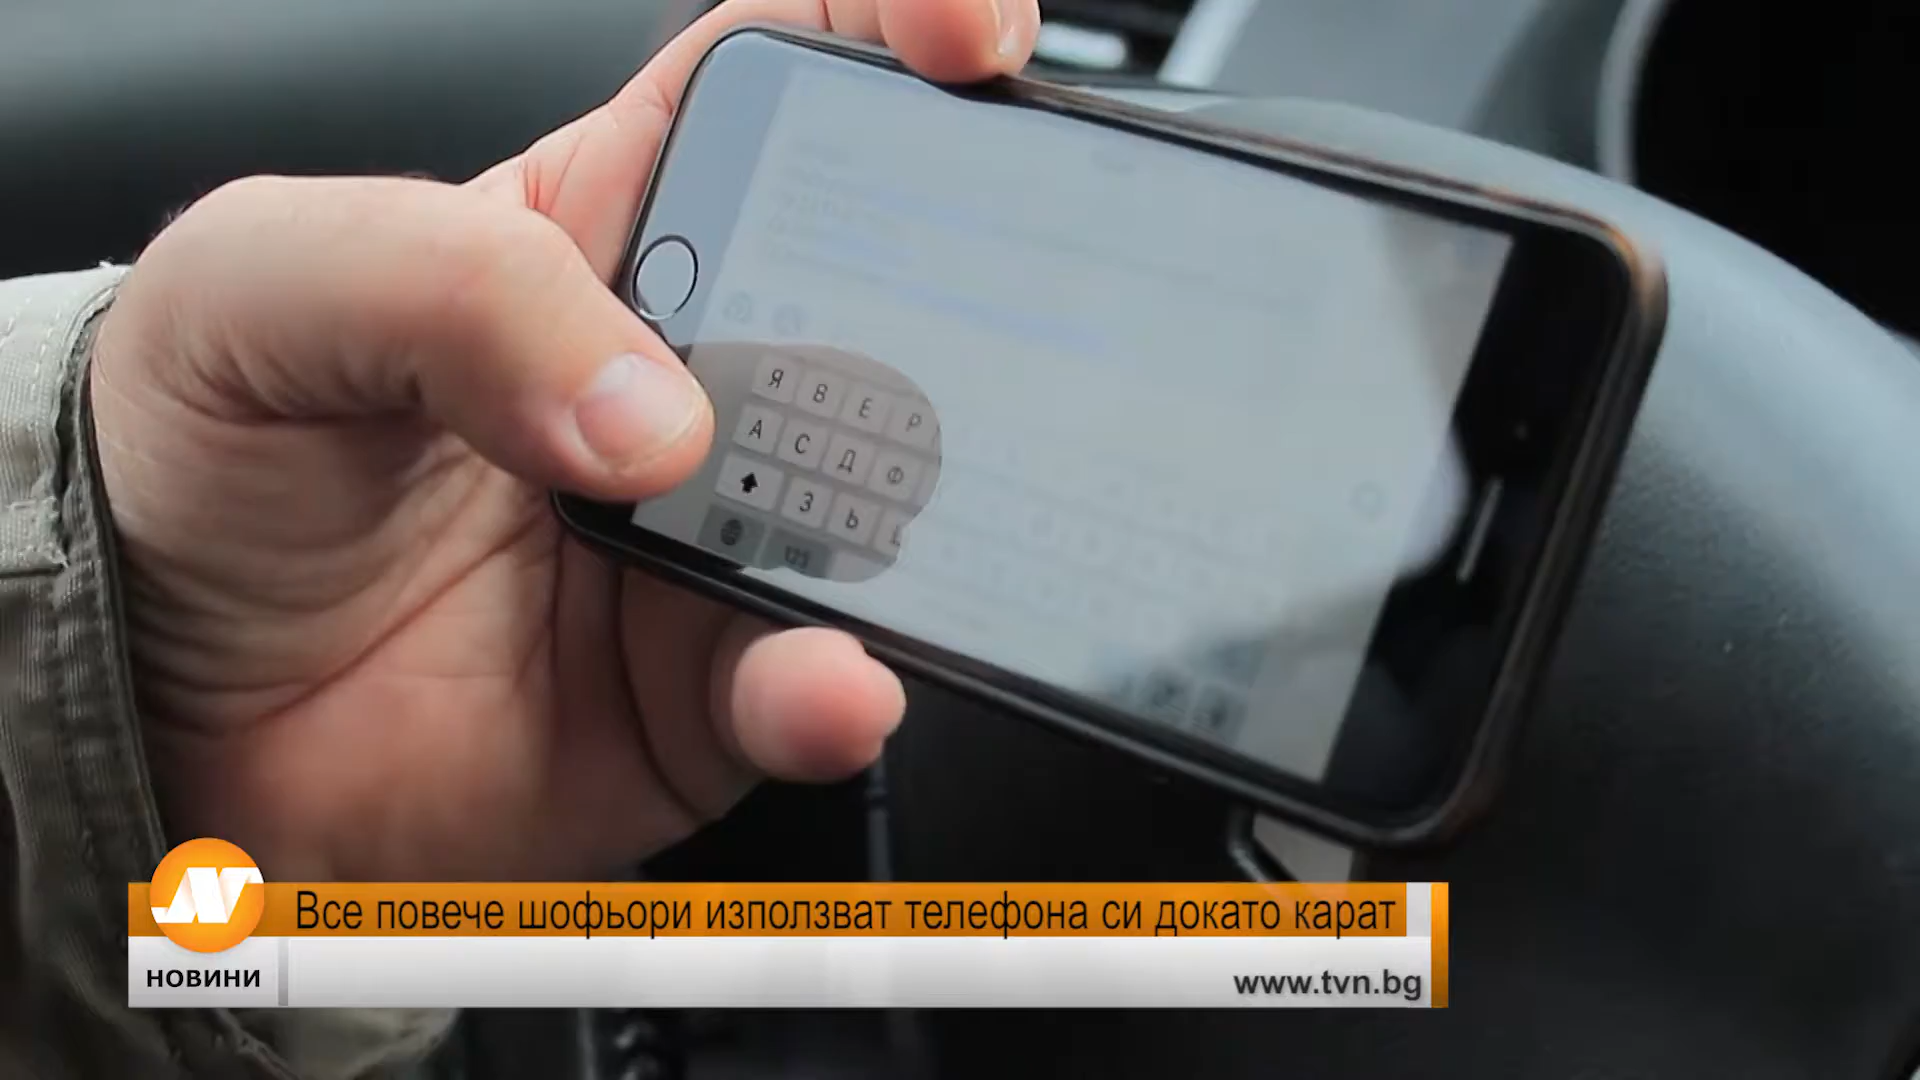 Я В Е Р
А С Д Ф
З Ь
123
Все повече шофьори използват телефона си докато карат
НОВИНИ
www.tvn.bg